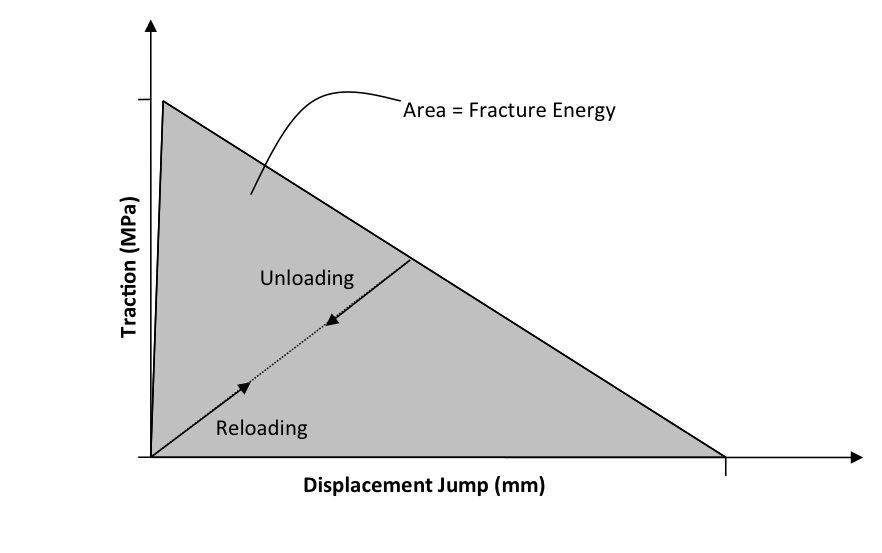 Area = Fracture Energy
Traction (MPa)
Unloading
Reloading
Displacement Jump (mm)